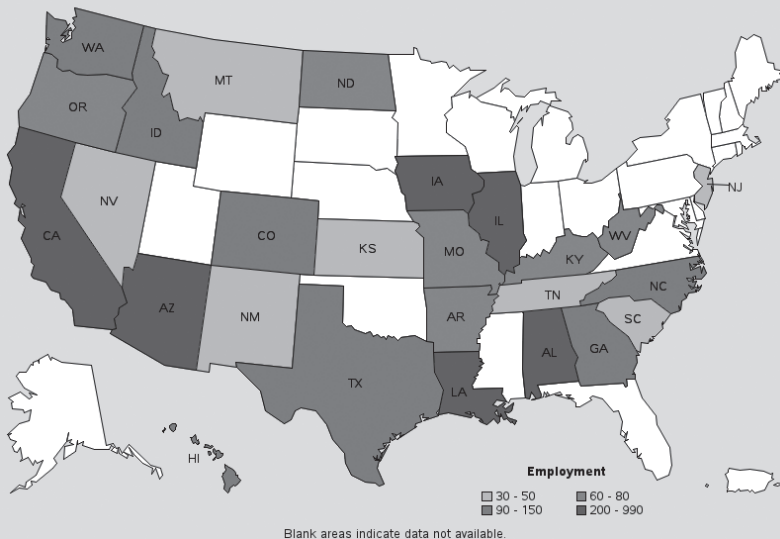 WA
MT
ND
OR
ID
NV
CA
AZ
CO
NM
KS
TX
IA
MO
AR
LA
IL
KY
WV
TN
NC
SC
AL
GA
NJ
HI
Employment
30 - 50 60 - 80
90 - 150 200 - 990
Blank areas indicate data not available.